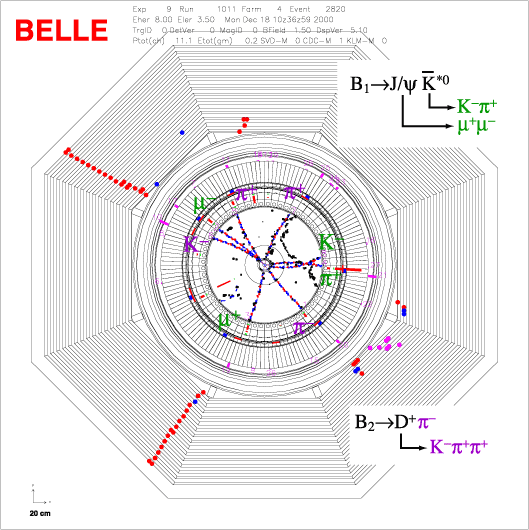 BELLE
Exp 9 Run 1011 Farm 4 Event 2820
Eher 8.00 Eler 3.50 Mon Dec 18 10z36z59 2000
TrgID 0 DetVer 0 MagID 0 BField 1.50 DspVer 5.10
Ptot(ch) 11.1 Etot(gm) 0.2 SVD-M 0 CDC-M 1 KLM-M 0
B₁→J/ψ K̅*⁰
K⁻π⁺
μ⁺μ⁻
μ⁻
π⁺
π⁺
K⁻
K⁻
π⁺
μ⁺
π⁻
B₂→D⁺π⁻
K⁻π⁺π⁺
20 cm